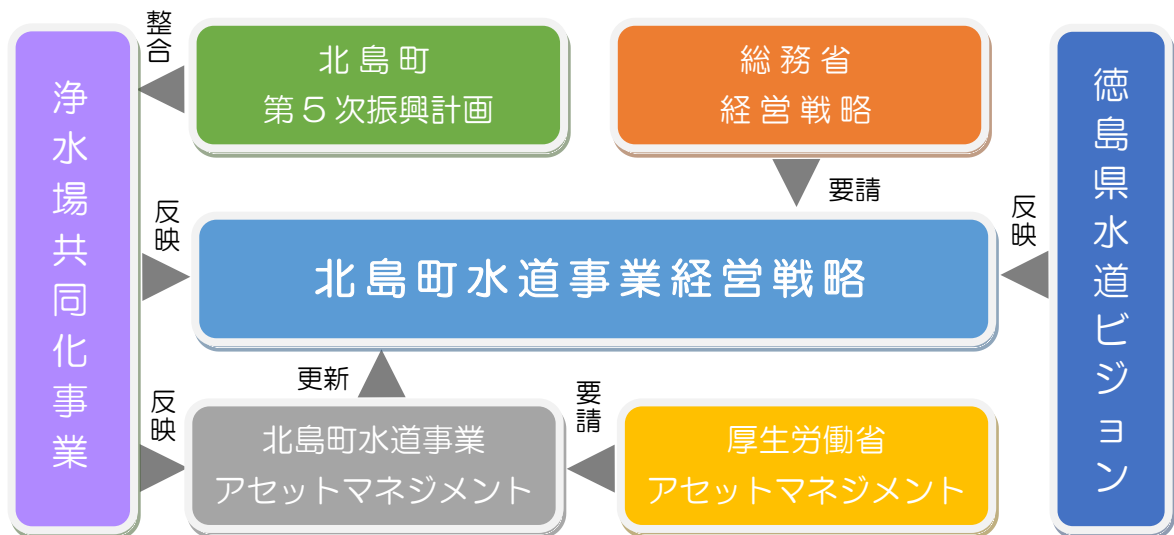 整合
北島町
第５次振興計画
総務省
経営戦略
浄水場共同化事業
徳島県水道ビジョン
要請
反映
反映
北島町水道事業経営戦略
更新
反映
要請
北島町水道事業
アセットマネジメント
厚生労働省
アセットマネジメント